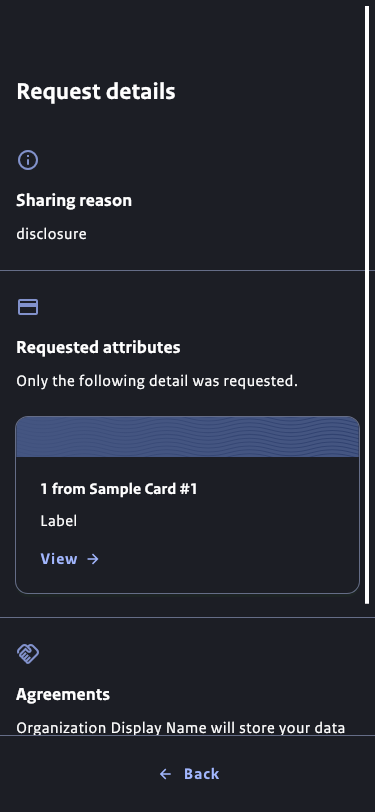 Request details
Sharing reason
disclosure
Requested attributes
Only the following detail was requested.
1 from Sample Card #1
Label
View
Agreements
Organization Display Name will store your data
Back